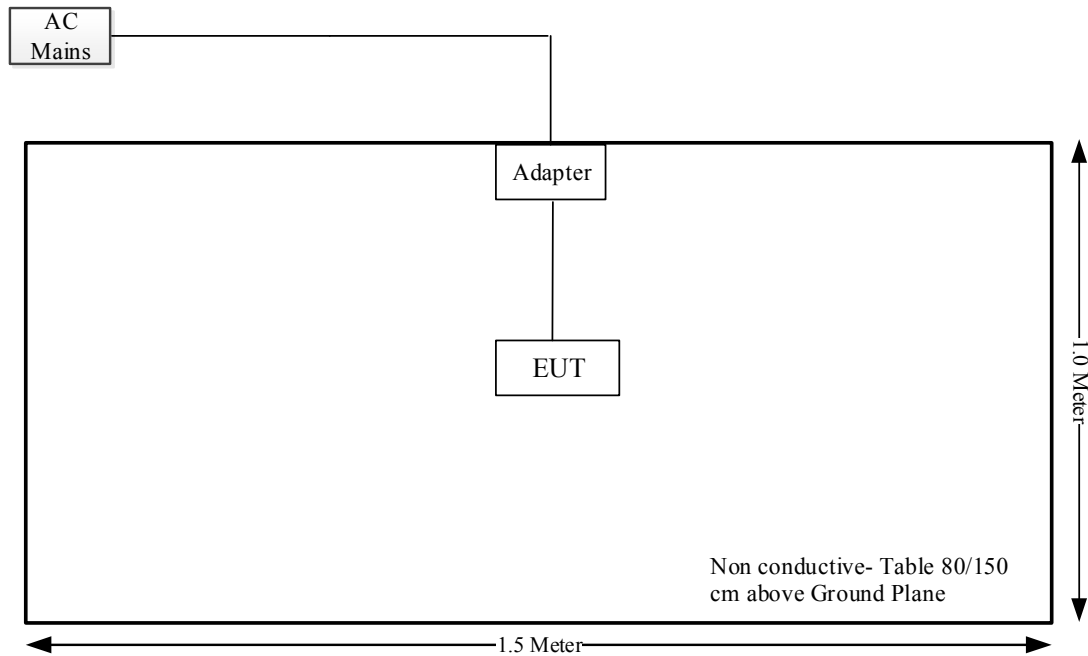 AC
Mains
Adapter
EUT
1.0 Meter
Non conductive- Table 80/150
cm above Ground Plane
1.5 Meter